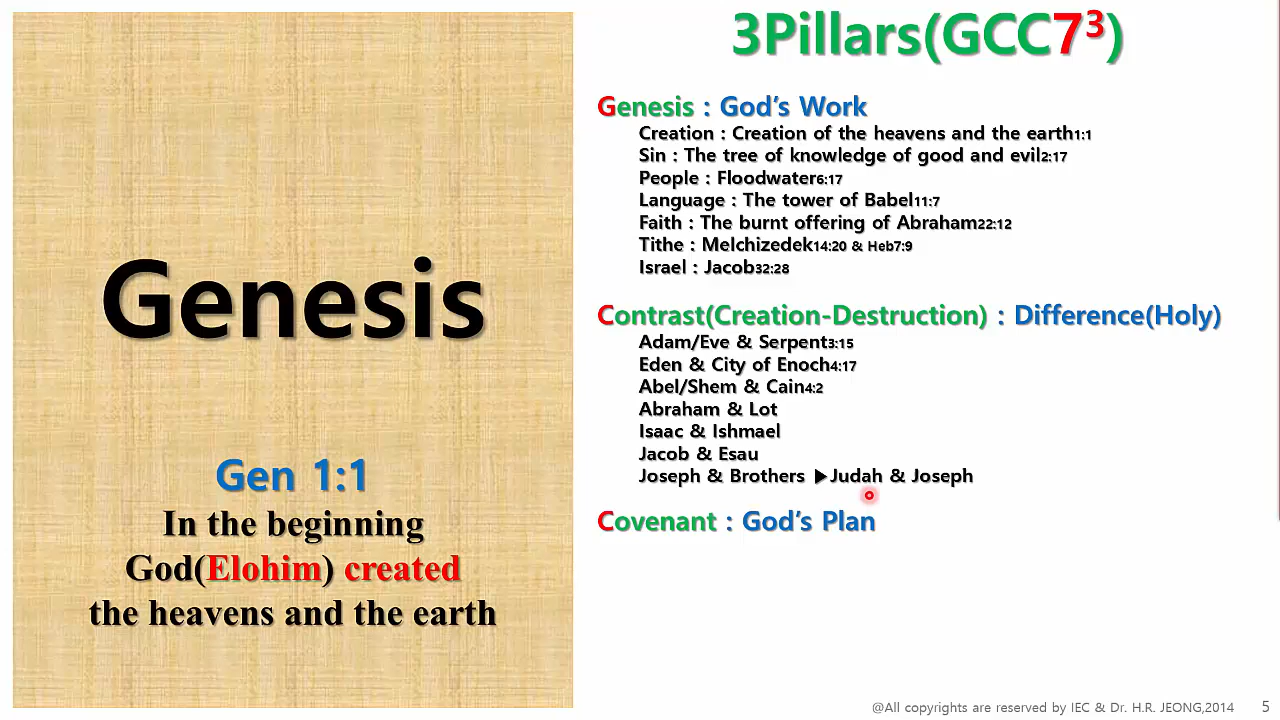 Genesis
Gen 1:1
In the beginning
God(Elohim) created
the heavens and the earth
3Pillars(GCC7³)
Genesis : God's Work
Creation : Creation of the heavens and the earth1:1
Sin : The tree of knowledge of good and evil2:17
People : Floodwater6:17
Language : The tower of Babel11:7
Faith : The burnt offering of Abraham22:12
Tithe : Melchizedek14:20 & Heb7:9
Israel : Jacob32:28
Contrast(Creation-Destruction) : Difference(Holy)
Adam/Eve & Serpent3:15
Eden & City of Enoch4:17
Abel/Shem & Cain4:2
Abraham & Lot
Isaac & Ishmael
Jacob & Esau
Joseph & Brothers ▶Judah & Joseph
Covenant : God's Plan
@All copyrights are reserved by IEC & Dr. H.R. JEONG,2014 5